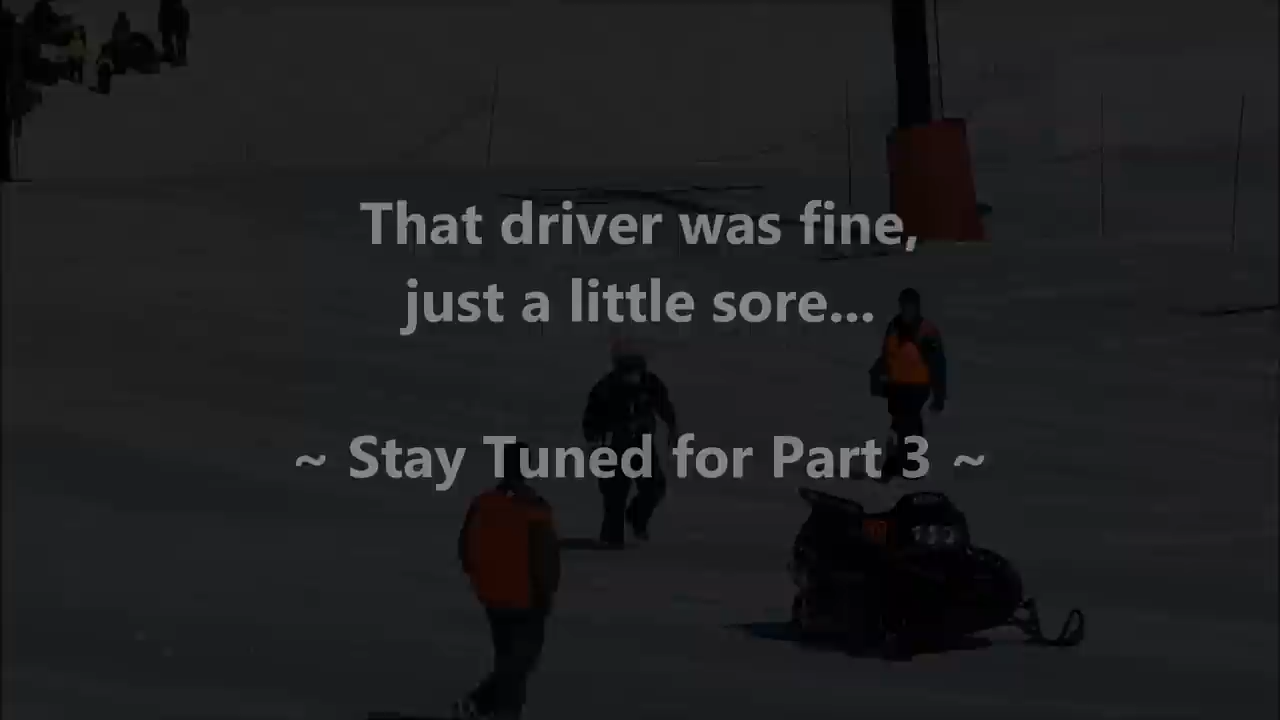 That driver was fine,
just a little sore...
~ Stay Tuned for Part 3 ~